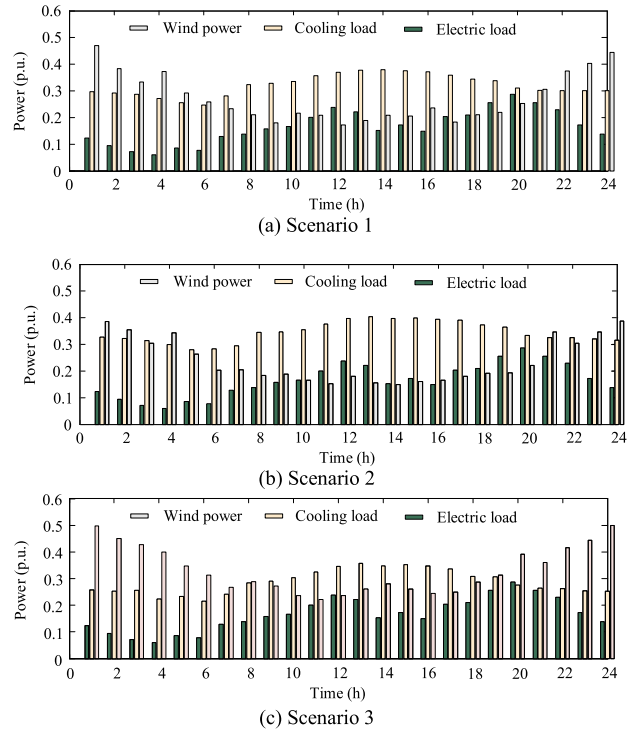 Wind power Cooling load Electric load
Power (p.u.)
0.6
0.5
0.4
0.3
0.2
0.1
0
0 2 4 6 8 10 12 14 16 18 20 22 24
Time (h)
(a) Scenario 1
Wind power Cooling load Electric load
Power (p.u.)
0.6
0.5
0.4
0.3
0.2
0.1
0
0 2 4 6 8 10 12 14 16 18 20 22 24
Time (h)
(b) Scenario 2
Wind power Cooling load Electric load
Power (p.u.)
0.6
0.5
0.4
0.3
0.2
0.1
0
0 2 4 6 8 10 12 14 16 18 20 22 24
Time (h)
(c) Scenario 3